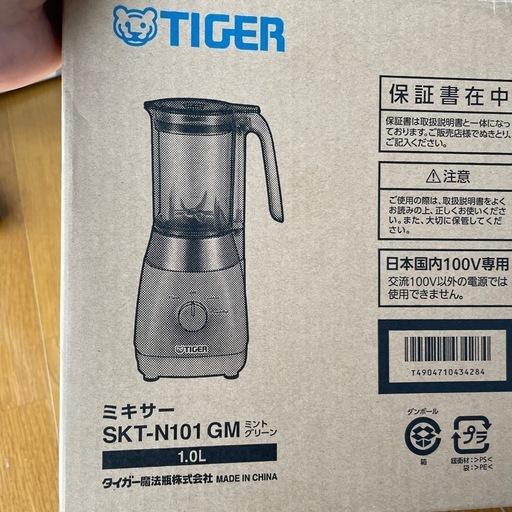 TIGER
保証書在中
保証書は取扱説明書と一体になっ
ております。ご販売店様でぬきとり、
ご記入ください。
⚠注意
ご使用の際は、取扱説明書をよく
お読みの上、正しくお使いください。
また、大切に保管してください。
日本国内100V専用
交流100V以外の電源では
使用できません。
T4904710434284
TIGER
ミキサー
SKT-N101 GM ミント
グリーン
1.0L
タイガー魔法瓶株式会社 MADE IN CHINA
ダンボール
箱
プラ
緩衝材:>PS<
袋:>PE<